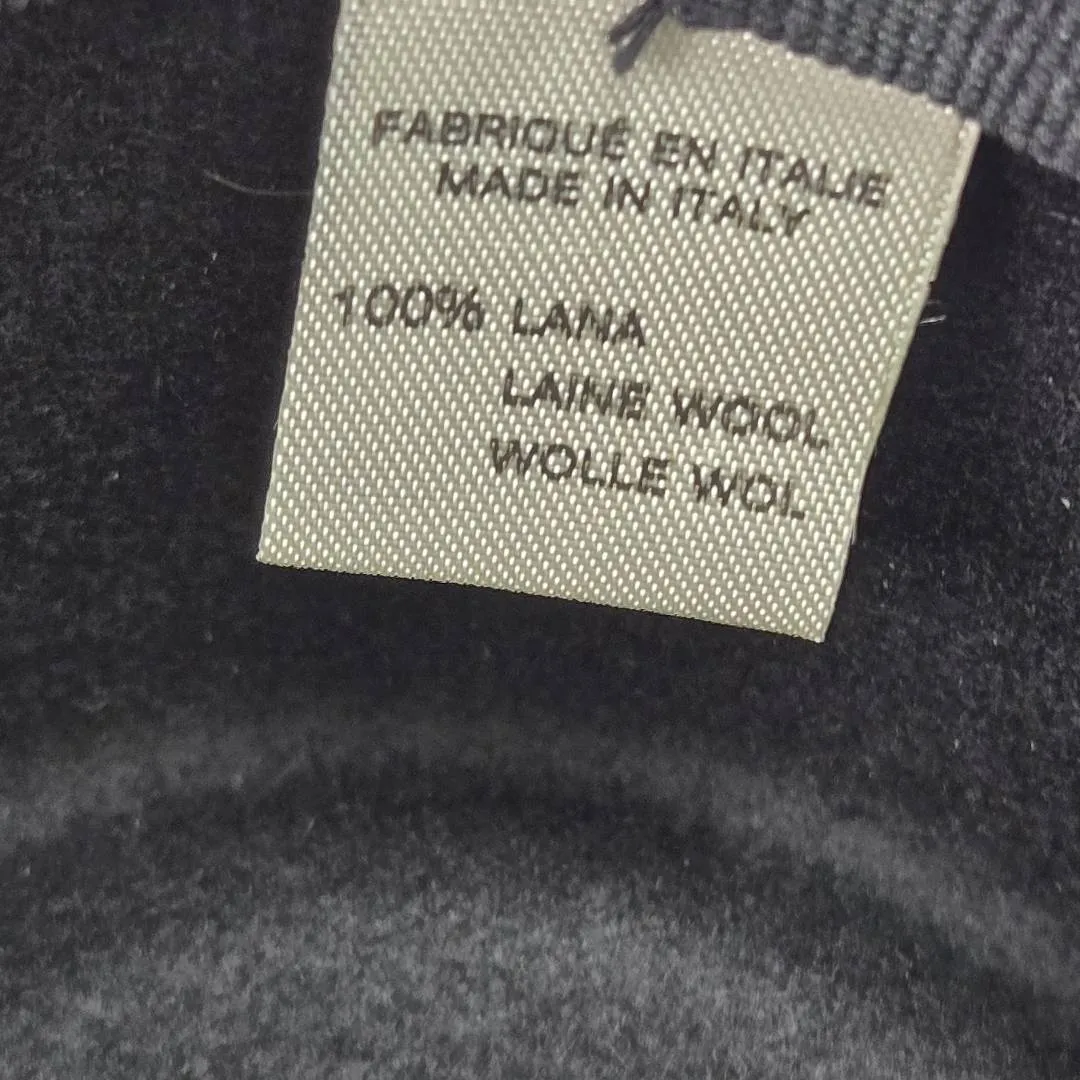 FABRIQUÉ EN ITALIE
MADE IN ITALY
100% LANA
LAINE WOOL
WOLLE WOL